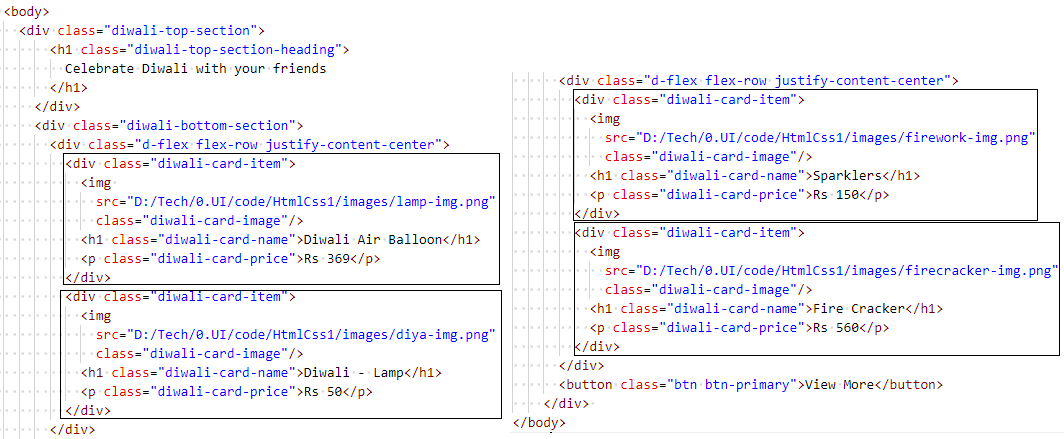 <body>
<div class="diwali-top-section">
<h1 class="diwali-top-section-heading">
Celebrate Diwali with your friends
</h1>
</div>
<div class="diwali-bottom-section">
<div class="d-flex flex-row justify-content-center">
<div class="diwali-card-item">
<img
src="D:/Tech/0.UI/code/HtmlCss1/images/lamp-img.png"
class="diwali-card-image"/>
<h1 class="diwali-card-name">Diwali Air Balloon</h1>
<p class="diwali-card-price">Rs 369</p>
</div>
<div class="diwali-card-item">
<img
src="D:/Tech/0.UI/code/HtmlCss1/images/diya-img.png"
class="diwali-card-image"/>
<h1 class="diwali-card-name">Diwali - Lamp</h1>
<p class="diwali-card-price">Rs 50</p>
</div>
</div>
<div class="d-flex flex-row justify-content-center">
<div class="diwali-card-item">
<img
src="D:/Tech/0.UI/code/HtmlCss1/images/firework-img.png"
class="diwali-card-image"/>
<h1 class="diwali-card-name">Sparklers</h1>
<p class="diwali-card-price">Rs 150</p>
</div>
<div class="diwali-card-item">
<img
src="D:/Tech/0.UI/code/HtmlCss1/images/firecracker-img.png"
class="diwali-card-image"/>
<h1 class="diwali-card-name">Fire Cracker</h1>
<p class="diwali-card-price">Rs 560</p>
</div>
</div>
<button class="btn btn-primary">View More</button>
</div>
</body>